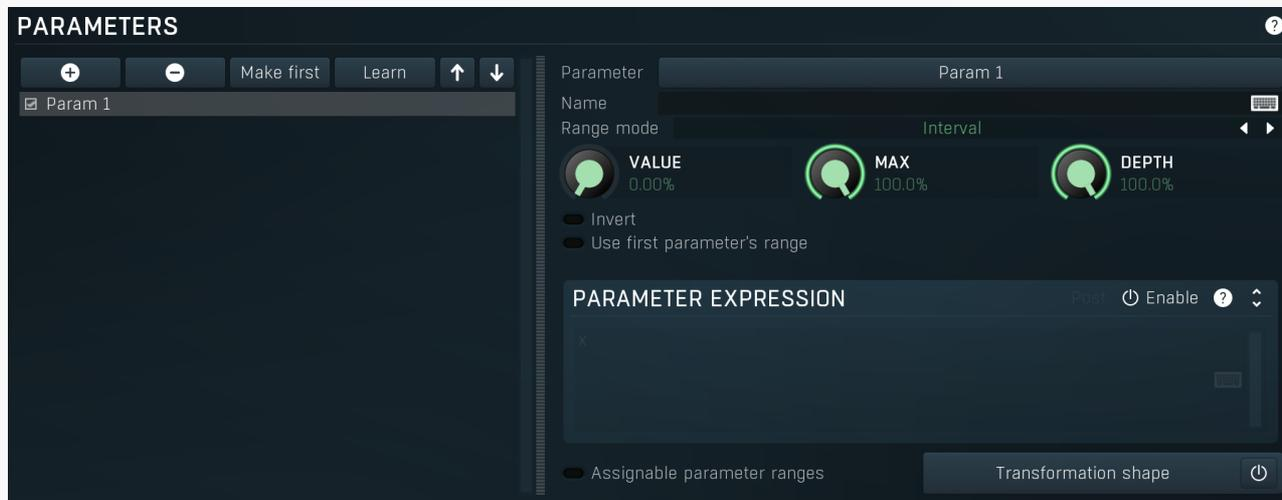 PARAMETERS
?
Make first Learn
Param 1
Parameter Param 1
Name
Range mode Interval
VALUE
0.00%
MAX
100.0%
DEPTH
100.0%
Invert
Use first parameter's range
PARAMETER EXPRESSION Post Enable ?
x
Assignable parameter ranges Transformation shape